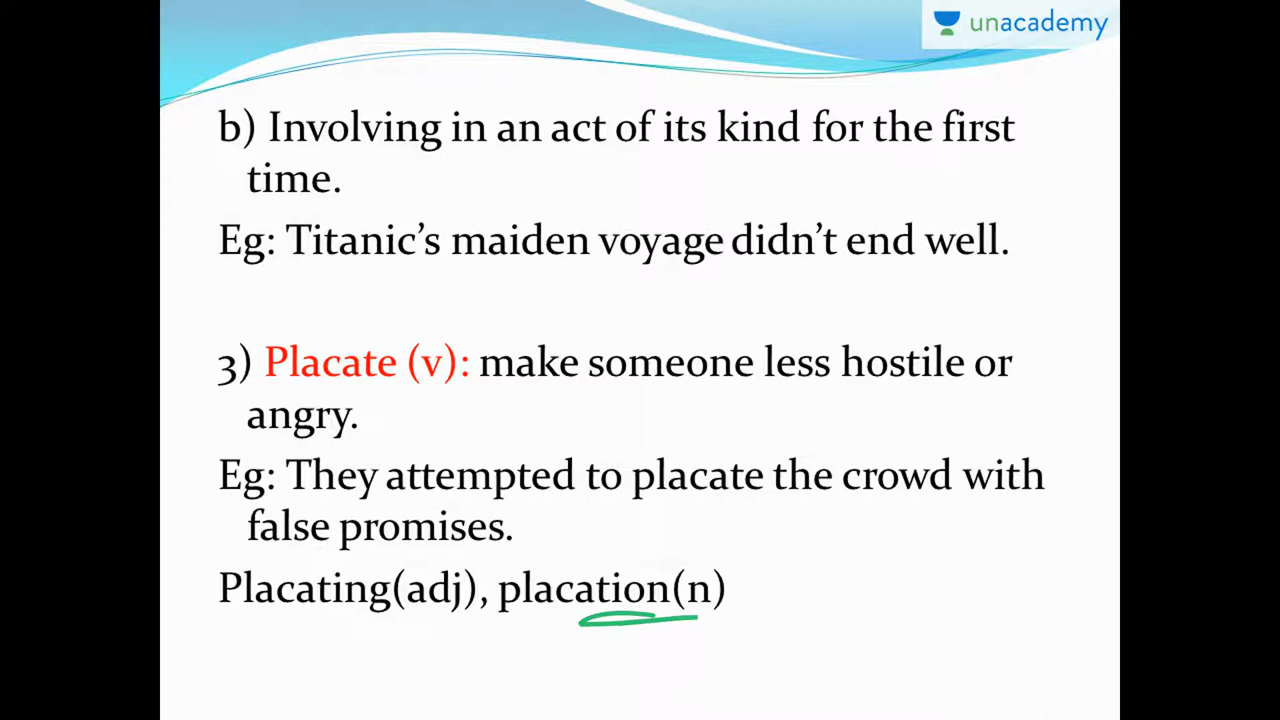 unacademy
b) Involving in an act of its kind for the first
time.
Eg: Titanic’s maiden voyage didn’t end well.
3) Placate (v): make someone less hostile or
angry.
Eg: They attempted to placate the crowd with
false promises.
Placating(adj), placation(n)